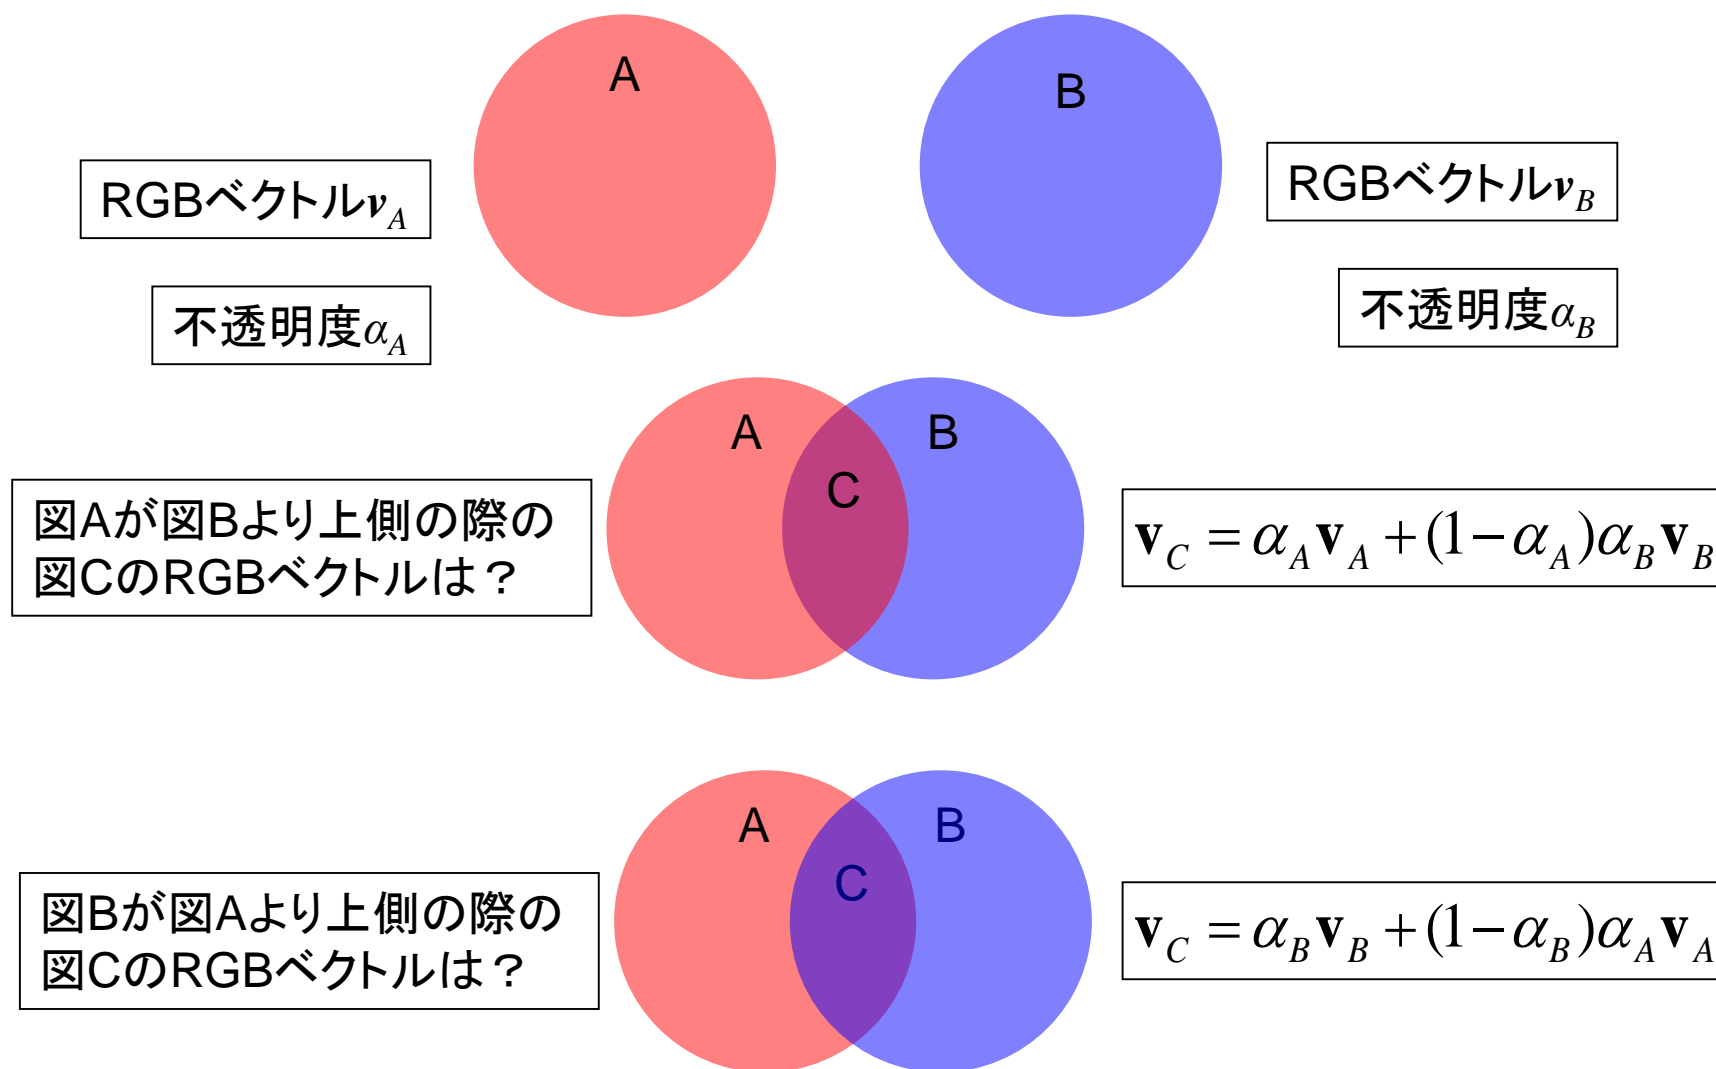 A
B
RGBベクトルv_A
RGBベクトルv_B
不透明度α_A
不透明度α_B
A
B
C
図Aが図Bより上側の際の
図CのRGBベクトルは？
v_C = α_A v_A + (1－α_A)α_B v_B
A
B
C
図Bが図Aより上側の際の
図CのRGBベクトルは？
v_C = α_B v_B + (1－α_B)α_A v_A